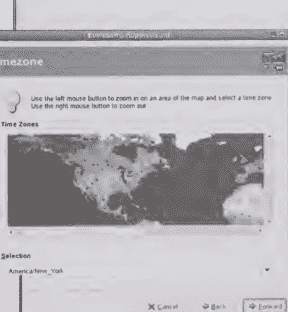 mezone
Use the left mouse button to zoom in on an area of the map and select a time zone
Use the right mouse button to zoom out
Time Zones
Selection
America/New_York
Cancel
Back
Forward